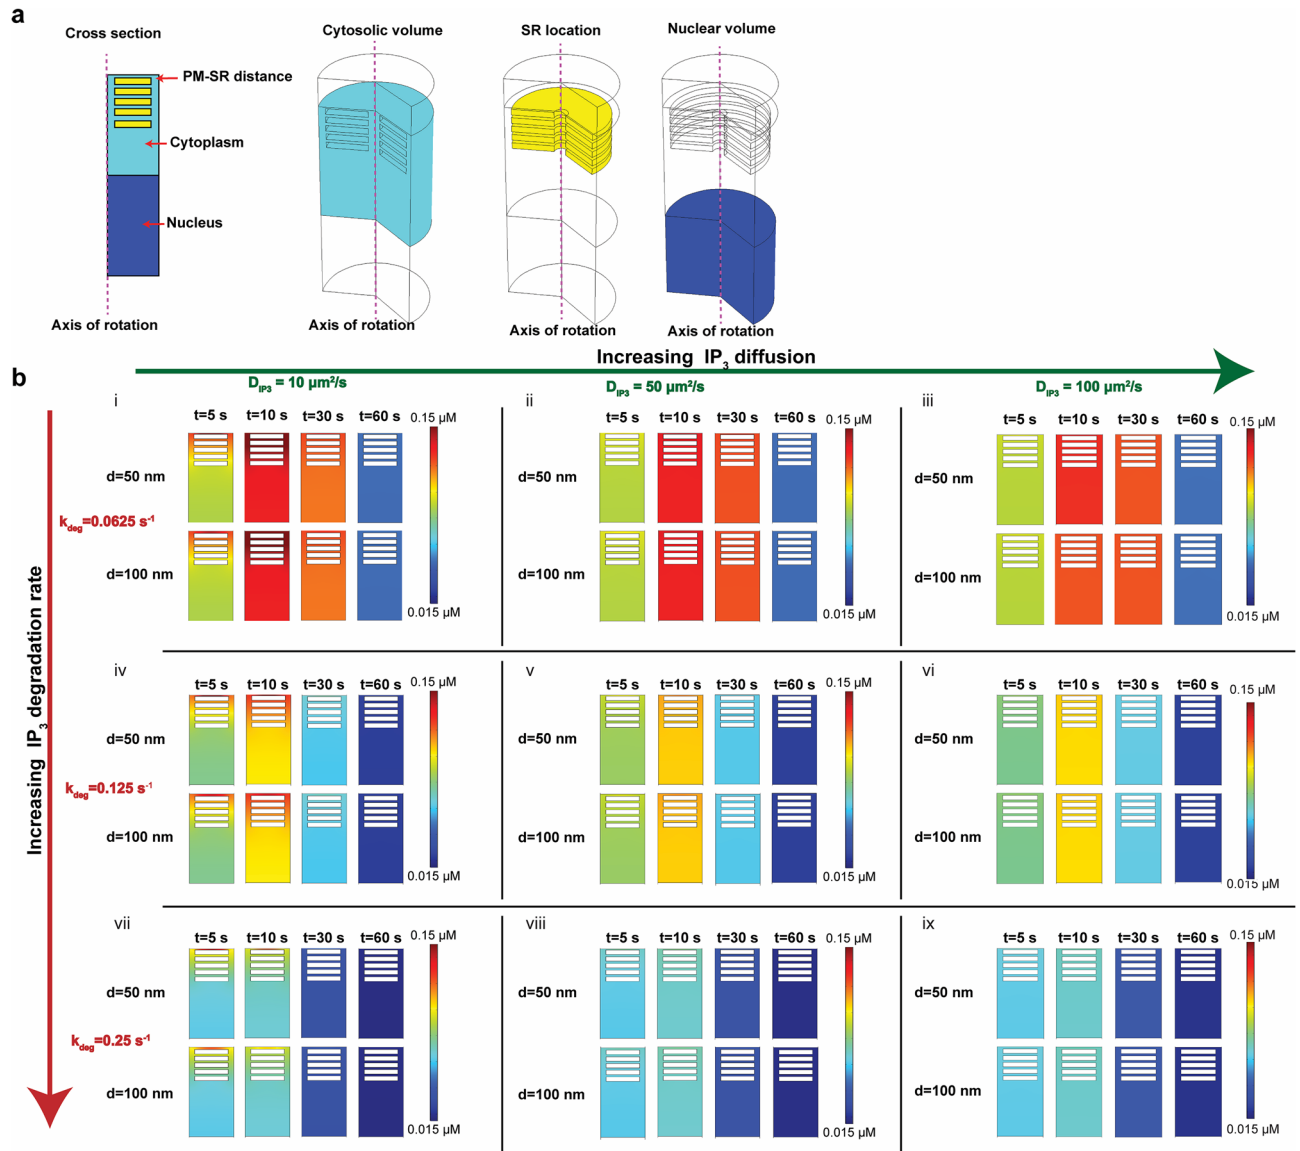 a
Cross section
Cytosolic volume
SR location
Nuclear volume
PM-SR distance
Cytoplasm
Nucleus
Axis of rotation
Axis of rotation
Axis of rotation
Axis of rotation
b
Increasing IP3 diffusion
DIP3 = 10 µm²/s
DIP3 = 50 µm²/s
DIP3 = 100 µm²/s
Increasing IP3 degradation rate
i
t=5 s t=10 s t=30 s t=60 s
0.15 µM
d=50 nm
kdeg=0.0625 s⁻¹
d=100 nm
0.015 µM
ii
t=5 s t=10 s t=30 s t=60 s
0.15 µM
d=50 nm
d=100 nm
0.015 µM
iii
t=5 s t=10 s t=30 s t=60 s
0.15 µM
d=50 nm
d=100 nm
0.015 µM
iv
t=5 s t=10 s t=30 s t=60 s
0.15 µM
d=50 nm
kdeg=0.125 s⁻¹
d=100 nm
0.015 µM
v
t=5 s t=10 s t=30 s t=60 s
0.15 µM
d=50 nm
d=100 nm
0.015 µM
vi
t=5 s t=10 s t=30 s t=60 s
0.15 µM
d=50 nm
d=100 nm
0.015 µM
vii
t=5 s t=10 s t=30 s t=60 s
0.15 µM
d=50 nm
kdeg=0.25 s⁻¹
d=100 nm
0.015 µM
viii
t=5 s t=10 s t=30 s t=60 s
0.15 µM
d=50 nm
d=100 nm
0.015 µM
ix
t=5 s t=10 s t=30 s t=60 s
0.15 µM
d=50 nm
d=100 nm
0.015 µM